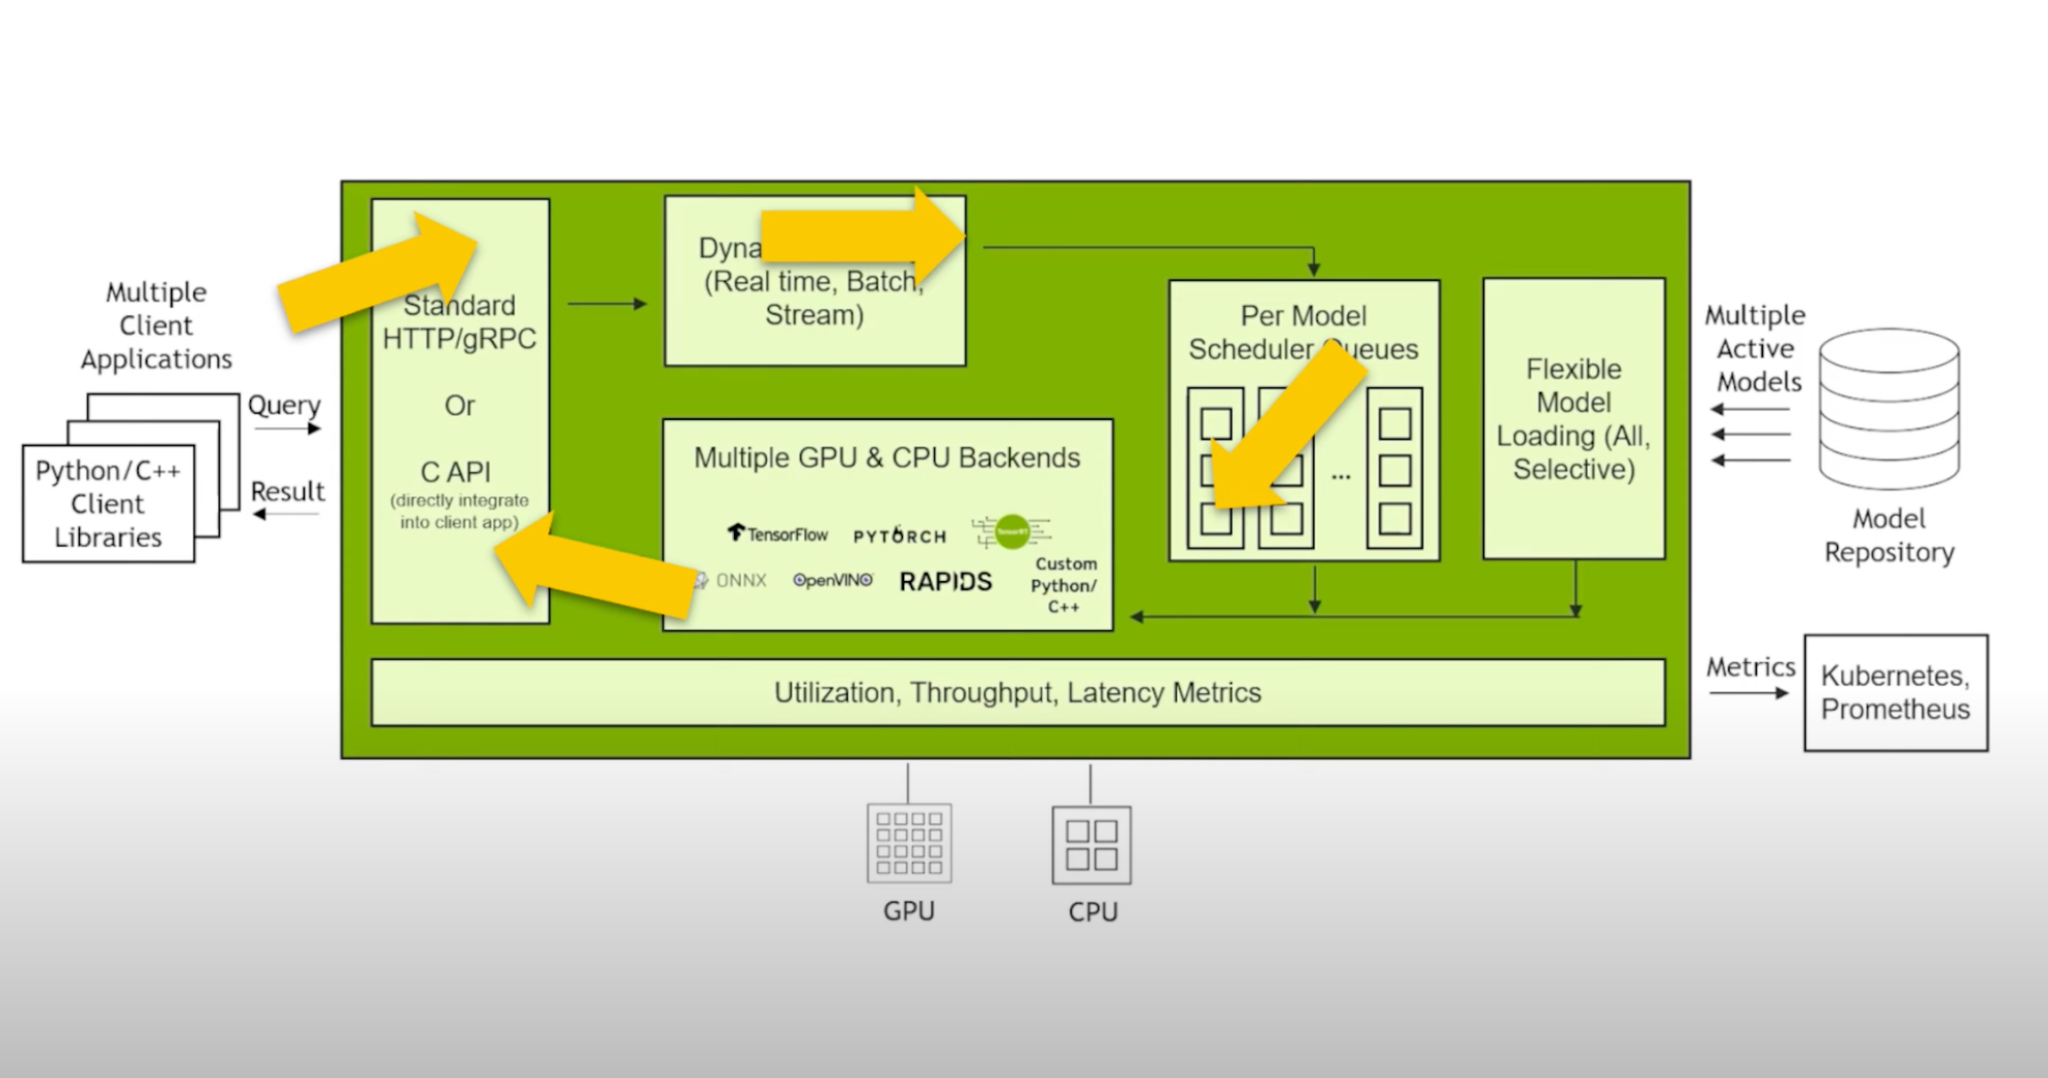 Multiple
Client
Applications
Python/C++
Client
Libraries
Query
Result
Standard
HTTP/gRPC
Or
C API
(directly integrate
into client app)
(Real time, Batch,
Stream)
Multiple GPU & CPU Backends
TensorFlow
PYTORCH
TensorRT
ONNX
OpenVINO
RAPIDS
Custom
Python/
C++
Per Model
Scheduler Queues
...
Flexible
Model
Loading (All,
Selective)
Multiple
Active
Models
Model
Repository
Utilization, Throughput, Latency Metrics
Metrics
Kubernetes,
Prometheus
GPU
CPU